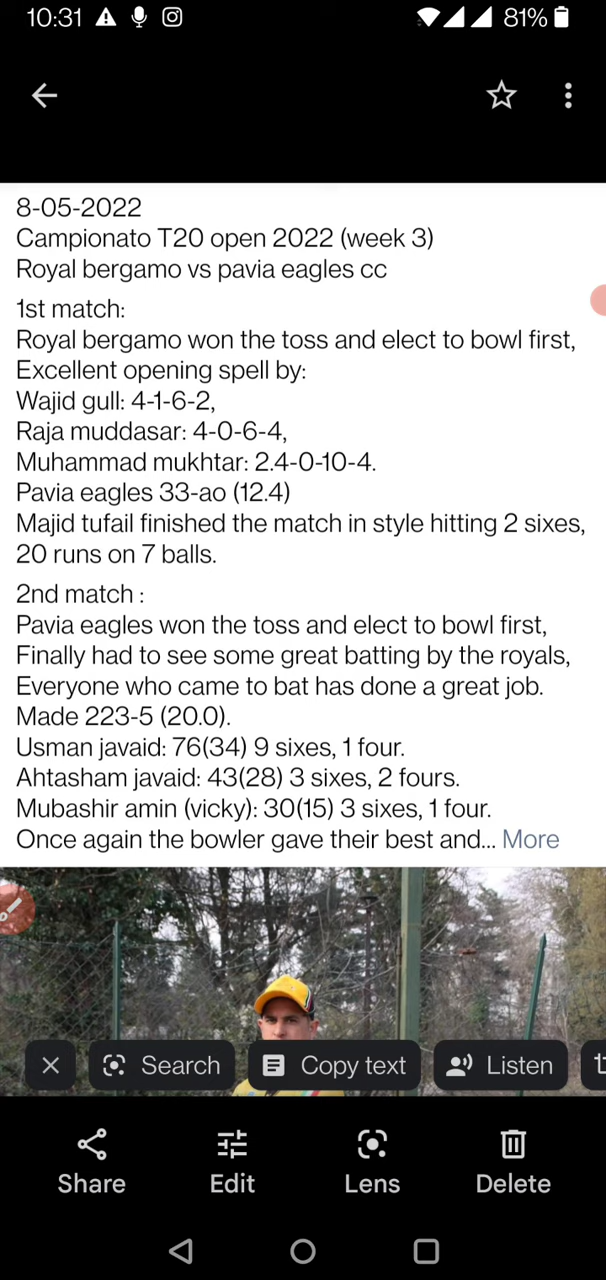 10:31 81%
8-05-2022
Campionato T20 open 2022 (week 3)
Royal bergamo vs pavia eagles cc
1st match:
Royal bergamo won the toss and elect to bowl first,
Excellent opening spell by:
Wajid gull: 4-1-6-2,
Raja muddasar: 4-0-6-4,
Muhammad mukhtar: 2.4-0-10-4.
Pavia eagles 33-ao (12.4)
Majid tufail finished the match in style hitting 2 sixes,
20 runs on 7 balls.
2nd match :
Pavia eagles won the toss and elect to bowl first,
Finally had to see some great batting by the royals,
Everyone who came to bat has done a great job.
Made 223-5 (20.0).
Usman javaid: 76(34) 9 sixes, 1 four.
Ahtasham javaid: 43(28) 3 sixes, 2 fours.
Mubashir amin (vicky): 30(15) 3 sixes, 1 four.
Once again the bowler gave their best and... More
Search Copy text Listen
Share Edit Lens Delete